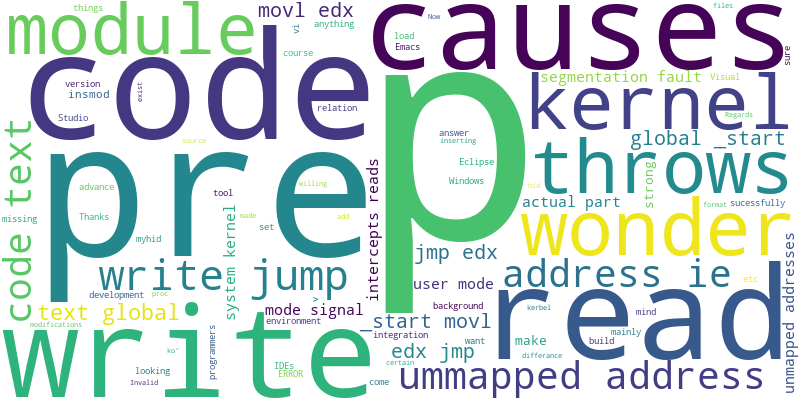 things
module
movl edx
vi
anything
causes
files
Now
load
Emacs
course
sure
code
version
insmod
exist
Studio
relation
segmentation fault
Visual
kernel
Regards
global _start
source
answer
inserting
pre
p
throws
code text
advance
Thanks
missing
myhid
tool
willing
add
set
made
Eclipse
Windows
strong
had
format
sucessfully
actual part
wonder
intercepts reads
system kernel
write jump
jmp edx
address ie
unmapped addresses
development
proc
v
user mode
etc
read
text global
modifications
mode signal
environment
background
kerbel
mind
_start movl
integration
want
make
mainly
build
differance
write
ko'
programmers
looking
Invalid
IDEs
ERROR
edx jmp
come
certain
ummapped address